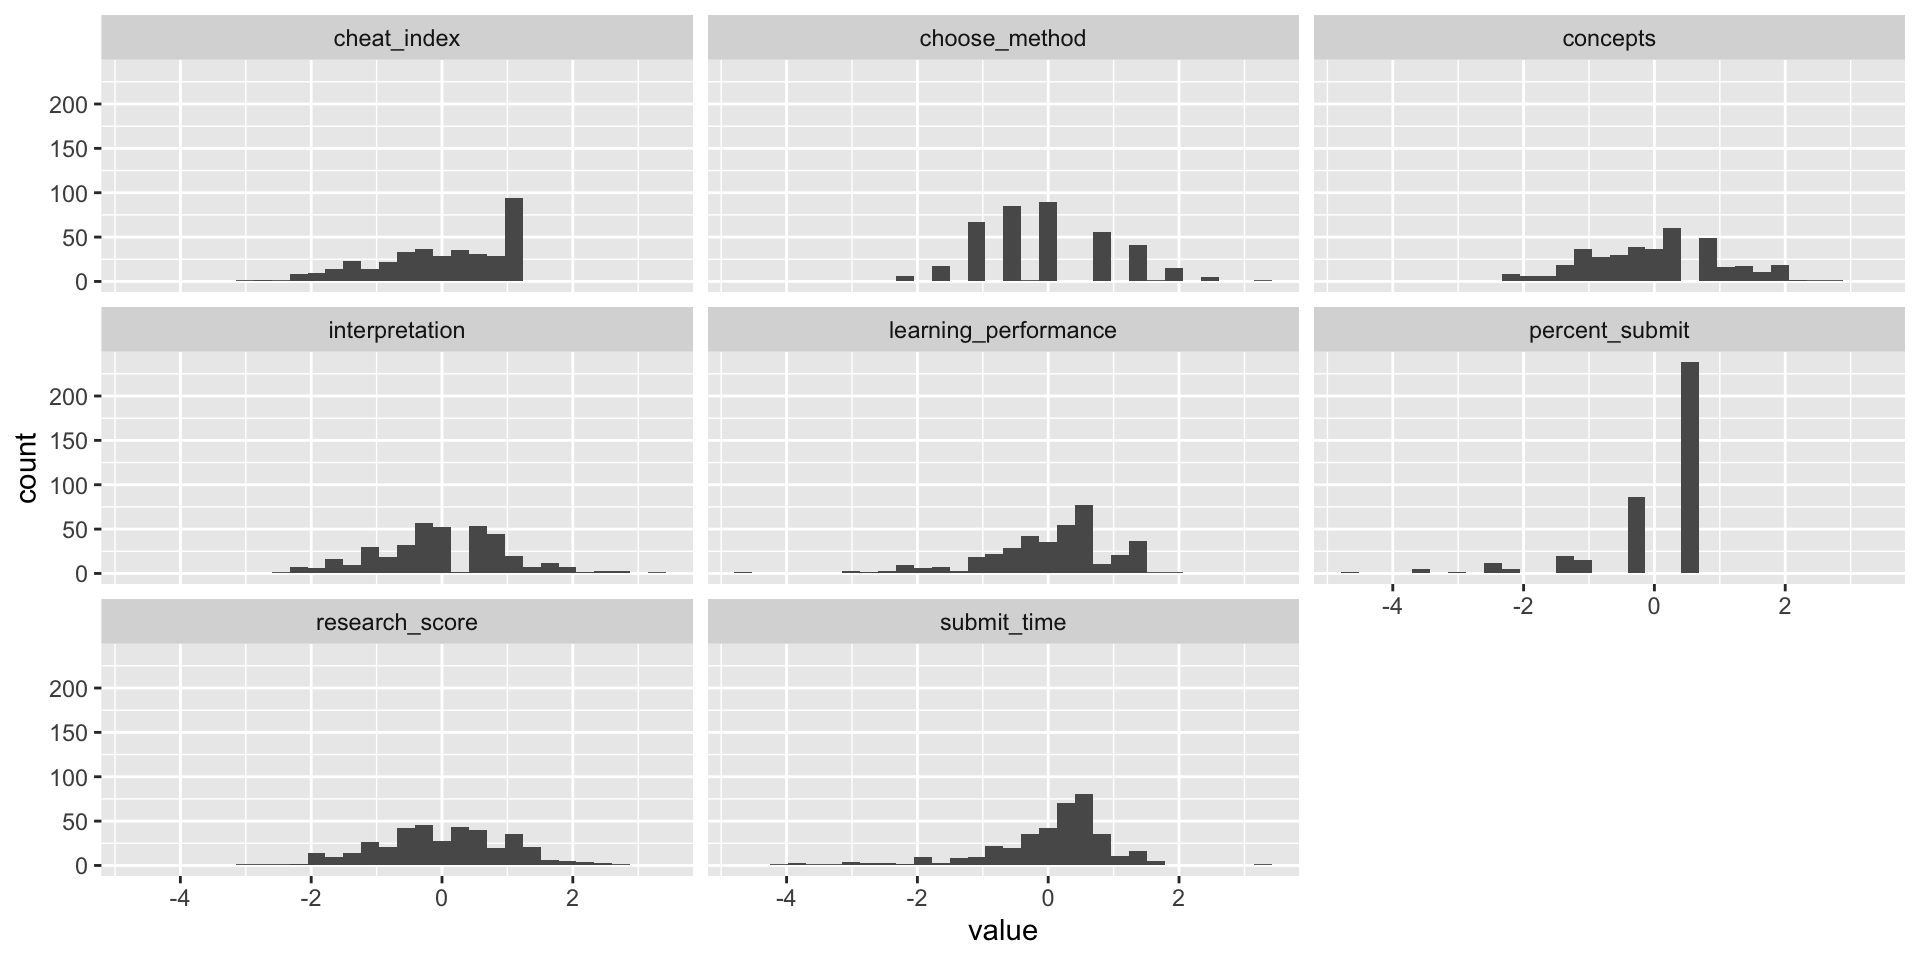 cheat_index choose_method concepts
200
150
100
50
0
interpretation learning_performance percent_submit
200
150
100
50
0
-4 -2 0 2
research_score submit_time
200
150
100
50
0
-4 -2 0 2 -4 -2 0 2
value
count